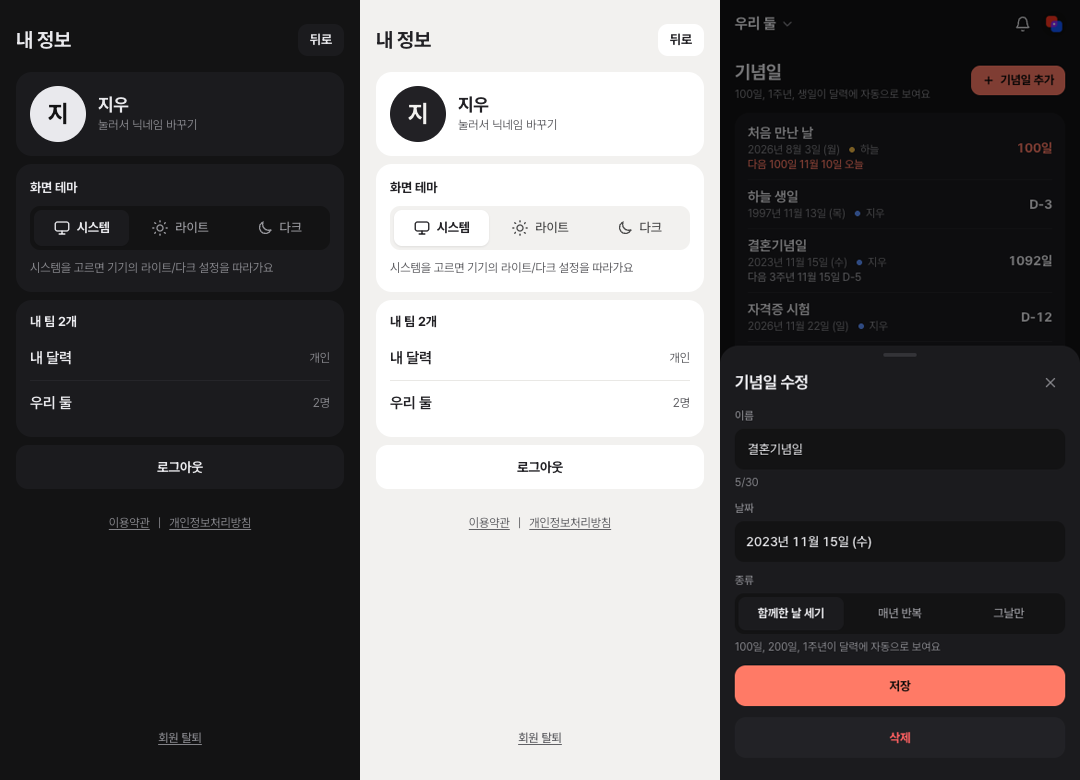 내 정보
뒤로
지
지우
눌러서 닉네임 바꾸기
화면 테마
시스템
라이트
다크
시스템을 고르면 기기의 라이트/다크 설정을 따라가요
내 팀 2개
내 달력
개인
우리 둘
2명
로그아웃
이용약관 | 개인정보처리방침
회원 탈퇴
내 정보
뒤로
지
지우
눌러서 닉네임 바꾸기
화면 테마
시스템
라이트
다크
시스템을 고르면 기기의 라이트/다크 설정을 따라가요
내 팀 2개
내 달력
개인
우리 둘
2명
로그아웃
이용약관 | 개인정보처리방침
회원 탈퇴
우리 둘
기념일
100일, 1주년, 생일이 달력에 자동으로 보여요
+ 기념일 추가
처음 만난 날
2026년 8월 3일 (월) ● 하늘
다음 100일 11월 10일 오늘
100일
하늘 생일
1997년 11월 13일 (목) ● 지우
D-3
결혼기념일
2023년 11월 15일 (수) ● 지우
다음 3주년 11월 15일 D-5
1092일
자격증 시험
2026년 11월 22일 (일) ● 지우
D-12
기념일 수정
이름
결혼기념일
5/30
날짜
2023년 11월 15일 (수)
종류
함께한 날 세기
매년 반복
그날만
100일, 200일, 1주년이 달력에 자동으로 보여요
저장
삭제